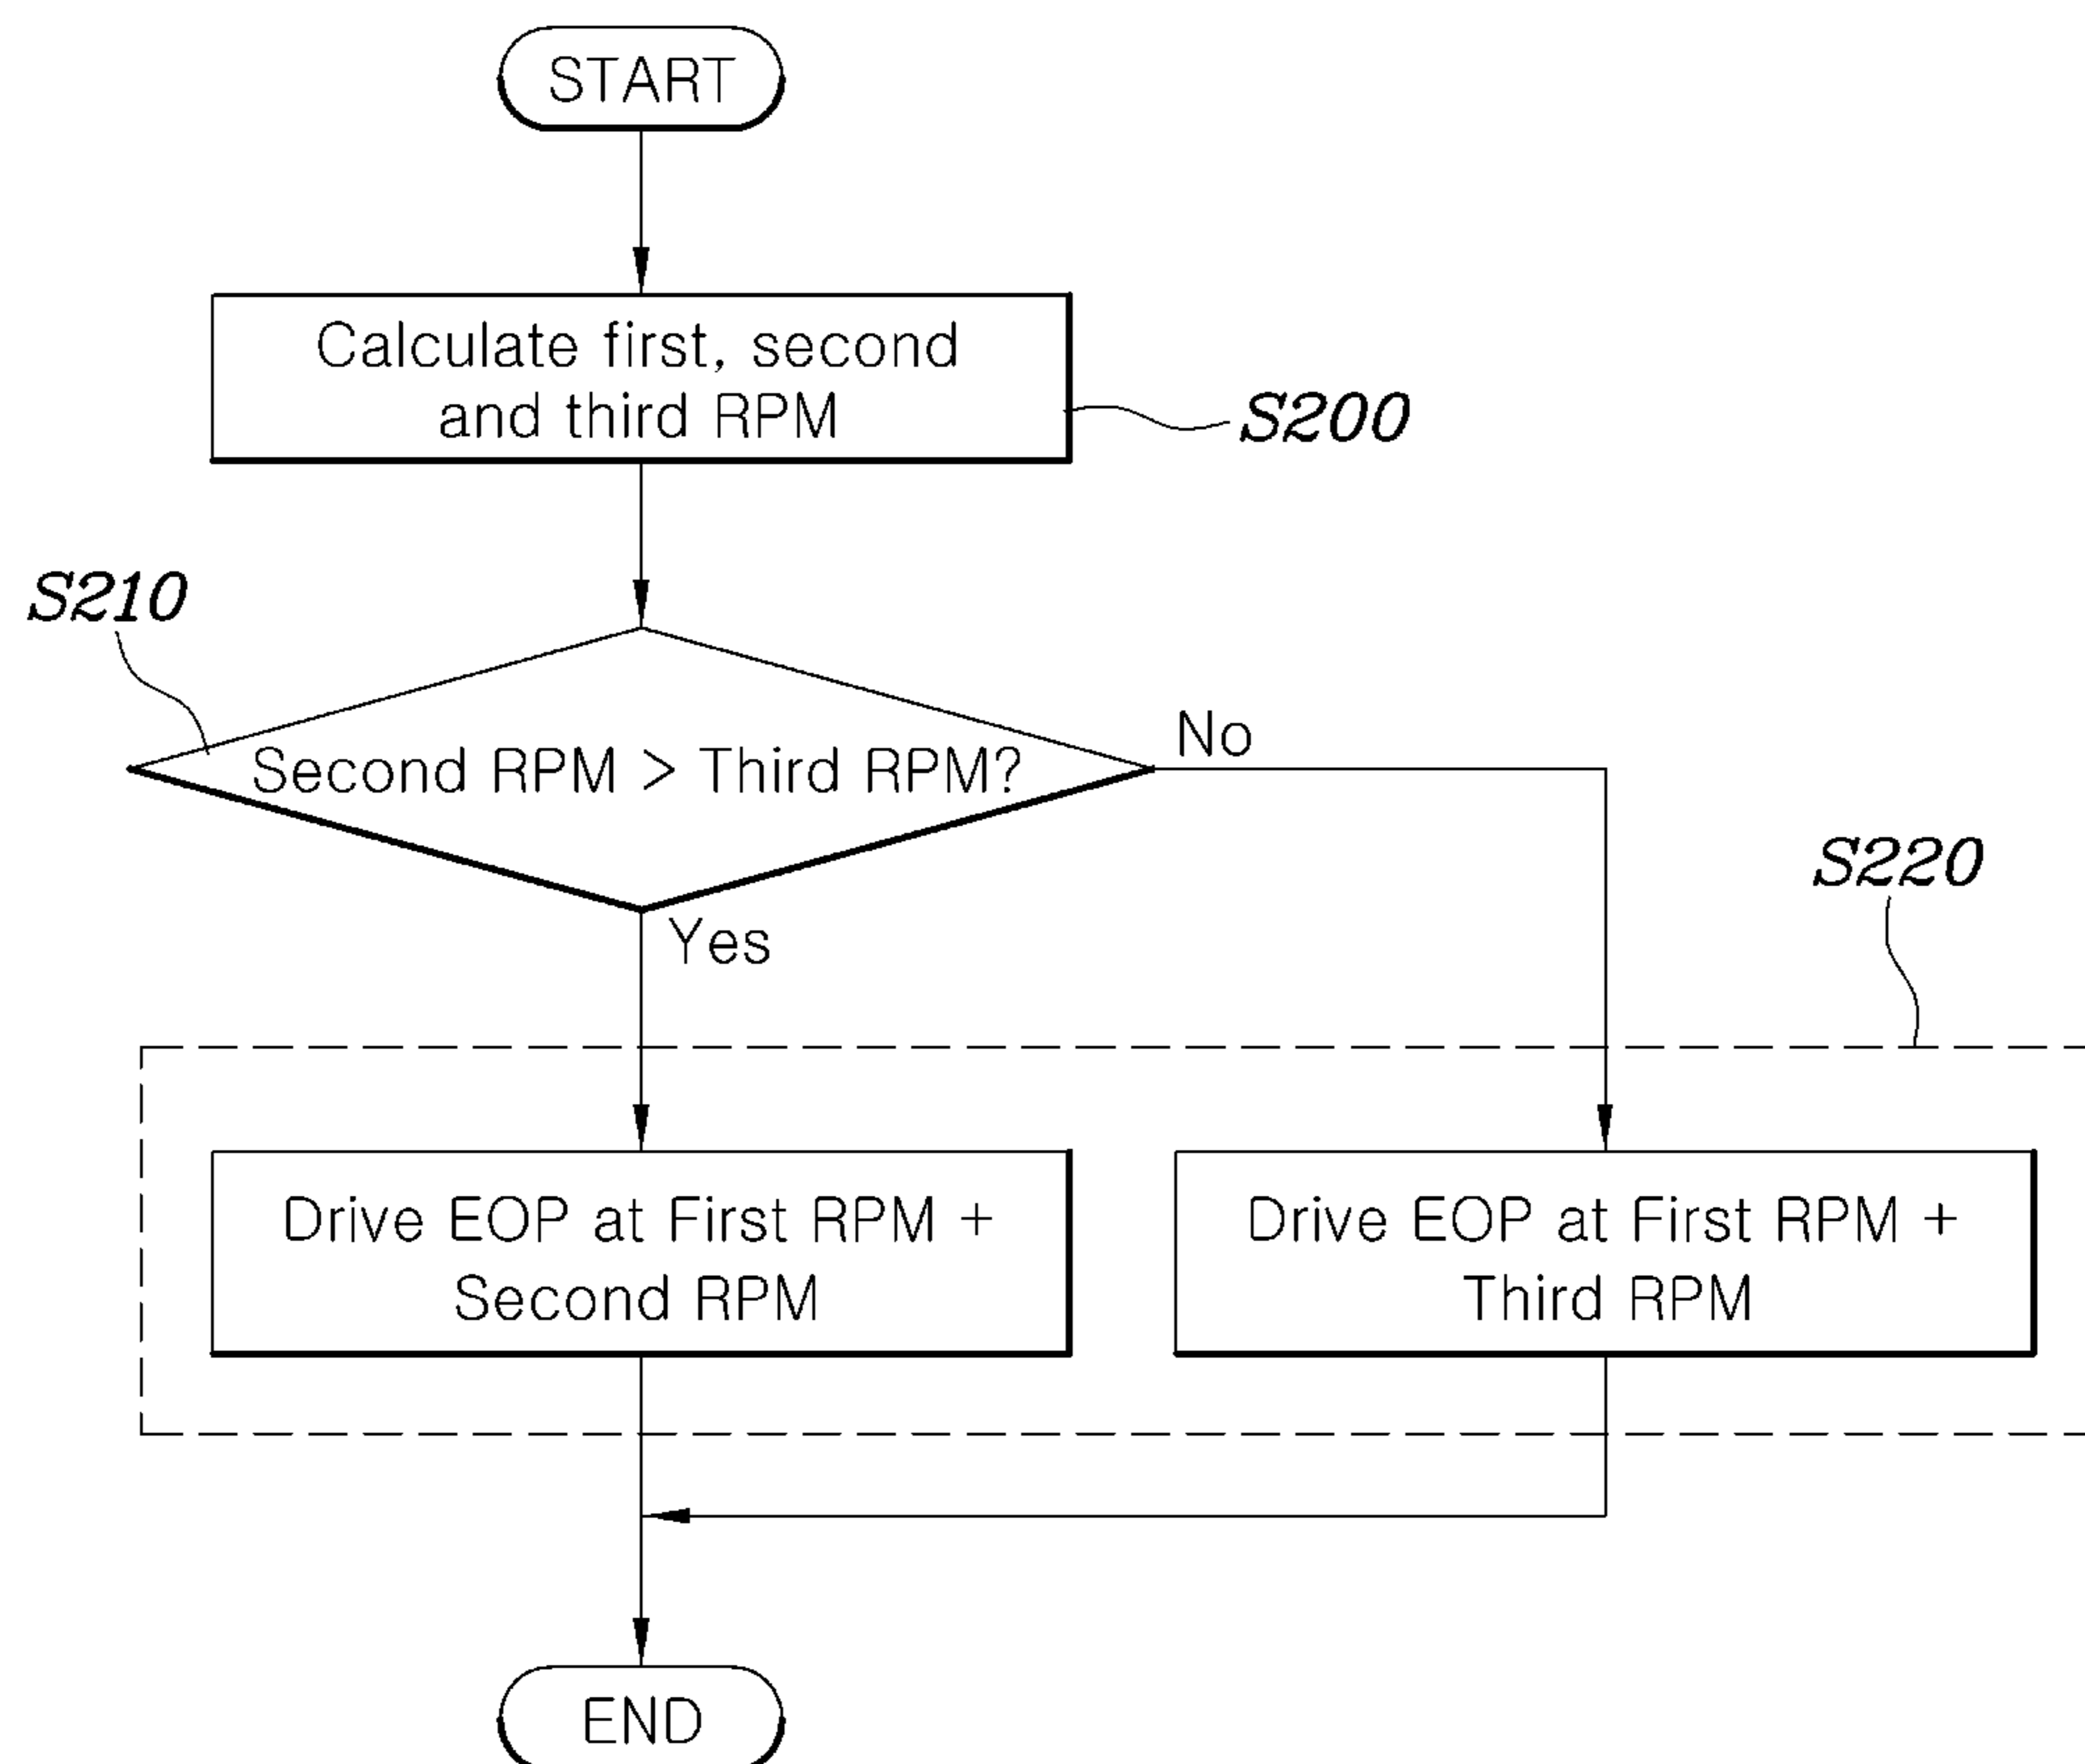 START
Calculate first, second
and third RPM
S200
S210
Second RPM > Third RPM?
No
Yes
S220
Drive EOP at First RPM +
Second RPM
Drive EOP at First RPM +
Third RPM
END